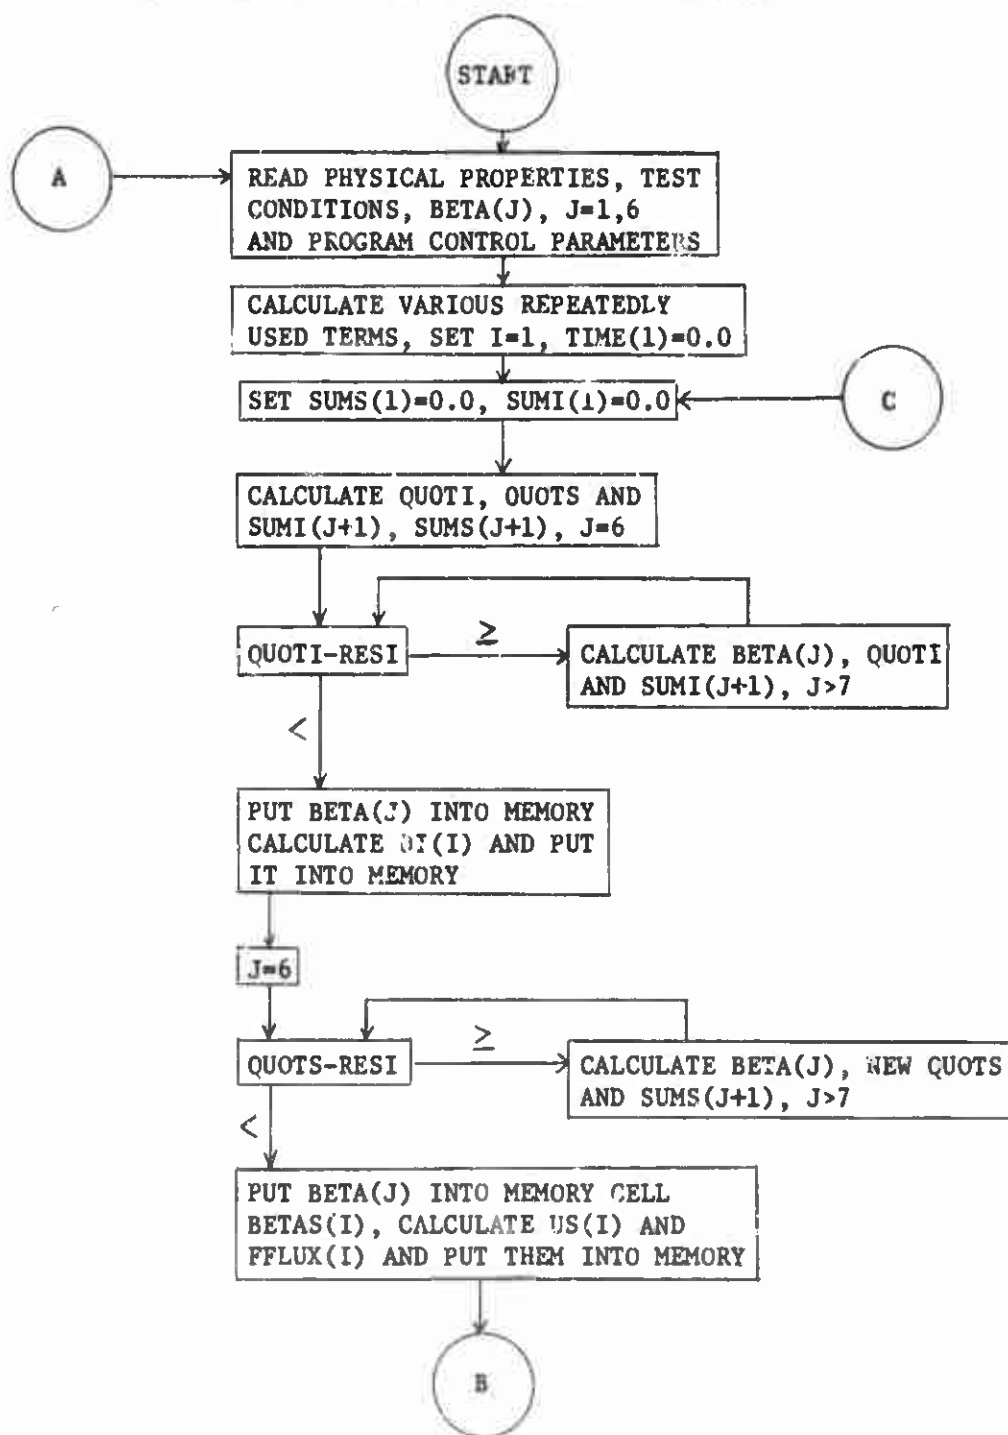 START
A
READ PHYSICAL PROPERTIES, TEST
CONDITIONS, BETA(J), J=1,6
AND PROGRAM CONTROL PARAMETERS
CALCULATE VARIOUS REPEATEDLY
USED TERMS, SET I=1, TIME(1)=0.0
SET SUMS(1)=0.0, SUMI(1)=0.0
C
CALCULATE QUOTI, QUOTS AND
SUMI(J+1), SUMS(J+1), J=6
QUOTI-RESI
≥
CALCULATE BETA(J), QUOTI
AND SUMI(J+1), J>7
<
PUT BETA(J) INTO MEMORY
CALCULATE AND PUT
IT INTO MEMORY
J=6
QUOTS-RESI
≥
CALCULATE BETA(J), NEW QUOTS
AND SUMS(J+1), J>7
<
PUT BETA(J) INTO MEMORY CELL
BETAS(I), CALCULATE US(I) AND
FFLUX(I) AND PUT THEM INTO MEMORY
B